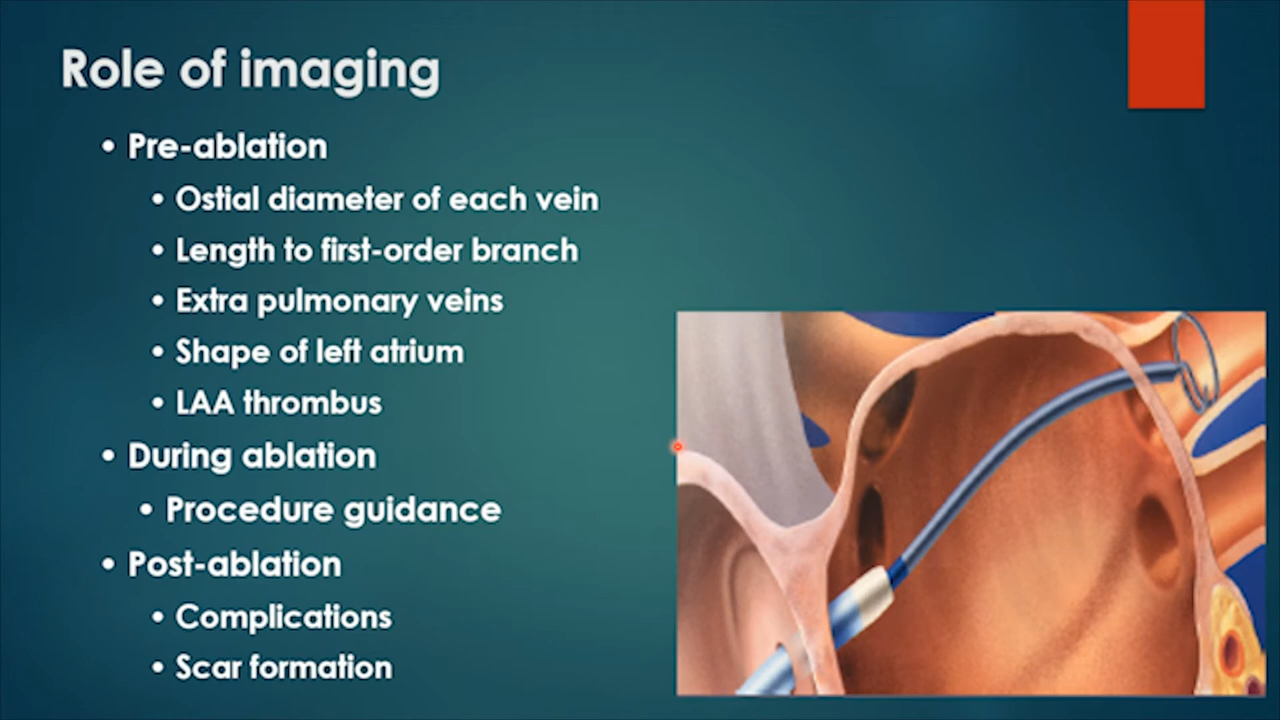 Role of imaging
• Pre-ablation
• Ostial diameter of each vein
• Length to first-order branch
• Extra pulmonary veins
• Shape of left atrium
• LAA thrombus
• During ablation
• Procedure guidance
• Post-ablation
• Complications
• Scar formation